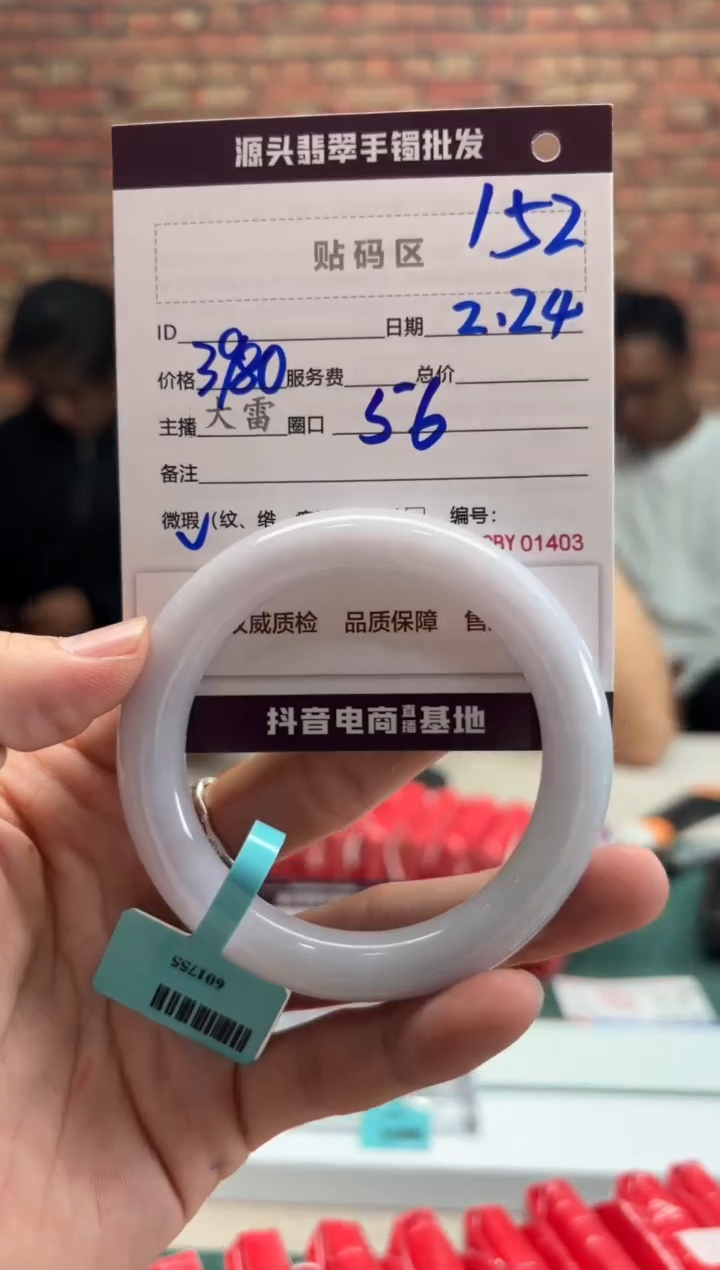 源头翡翠手镯批发
贴码区
152
ID 日期 2.24
价格 3980 服务费 总价
主播 大雷 圈口 56
备注
微瑕 ✓ (纹、 编号：
BY 01403
威质检 品质保障 售
抖音电商直播基地
601755